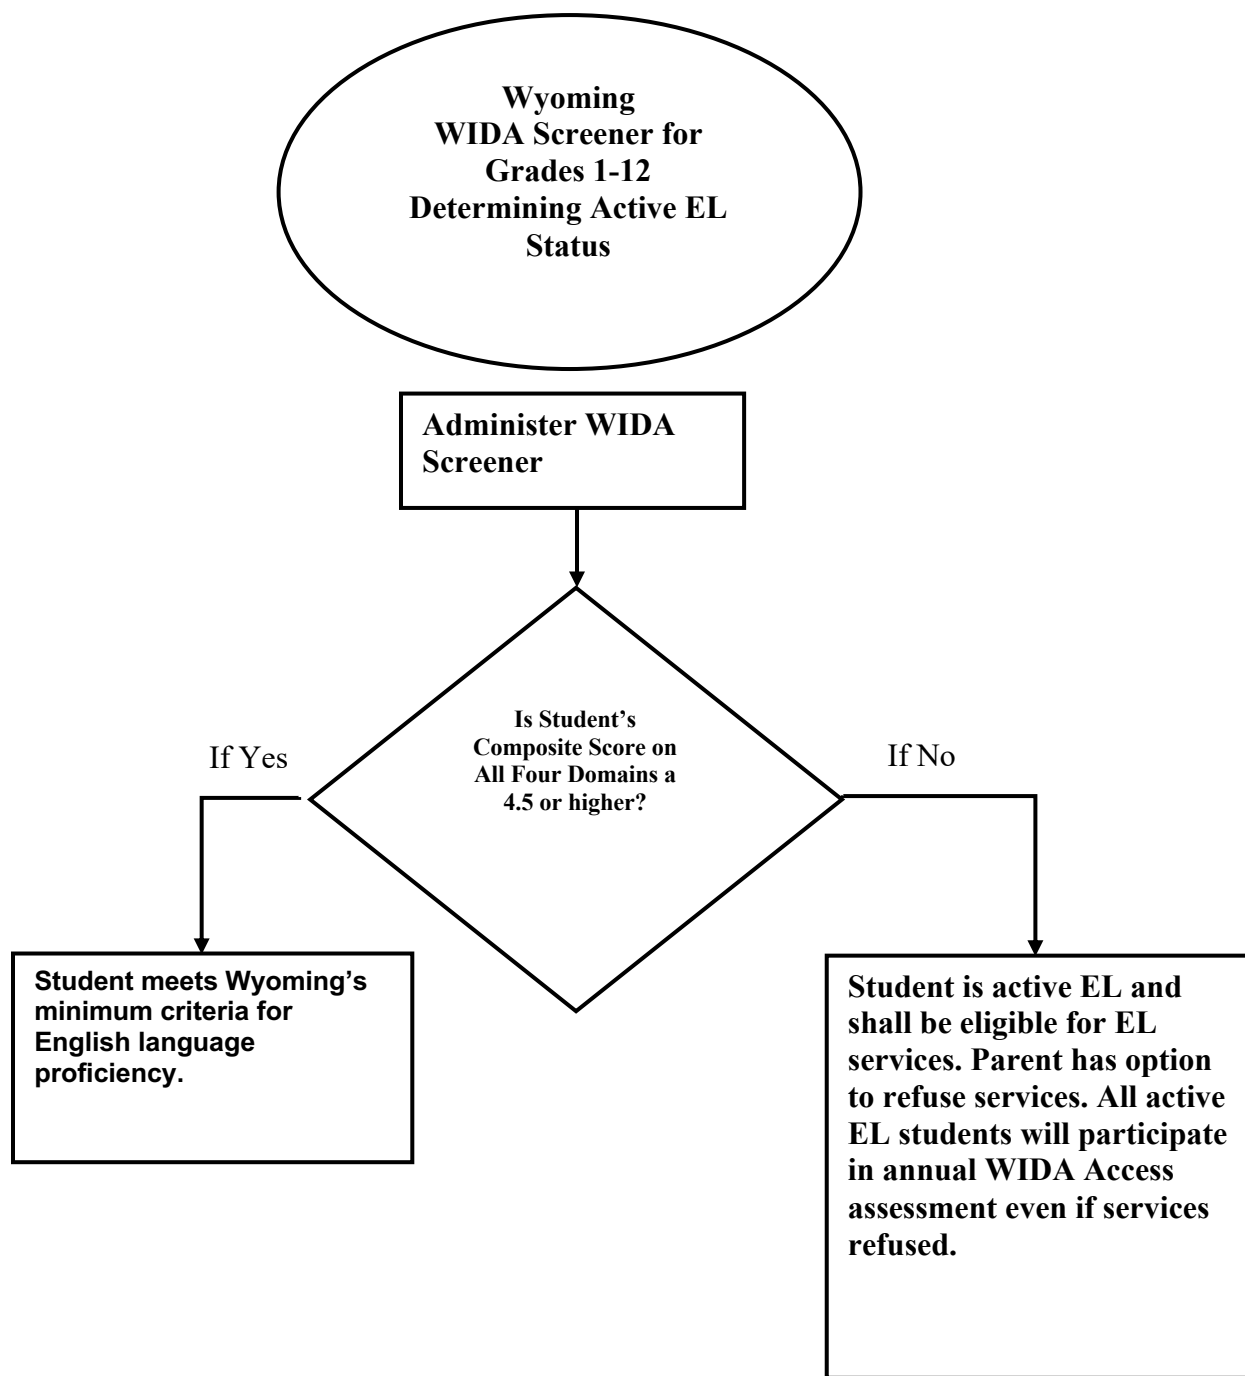 Wyoming
WIDA Screener for
Grades 1-12
Determining Active EL
Status
Administer WIDA
Screener
Is Student’s
Composite Score on
All Four Domains a
4.5 or higher?
If Yes
If No
Student meets Wyoming’s
minimum criteria for
English language
proficiency.
Student is active EL and
shall be eligible for EL
services. Parent has option
to refuse services. All active
EL students will participate
in annual WIDA Access
assessment even if services
refused.